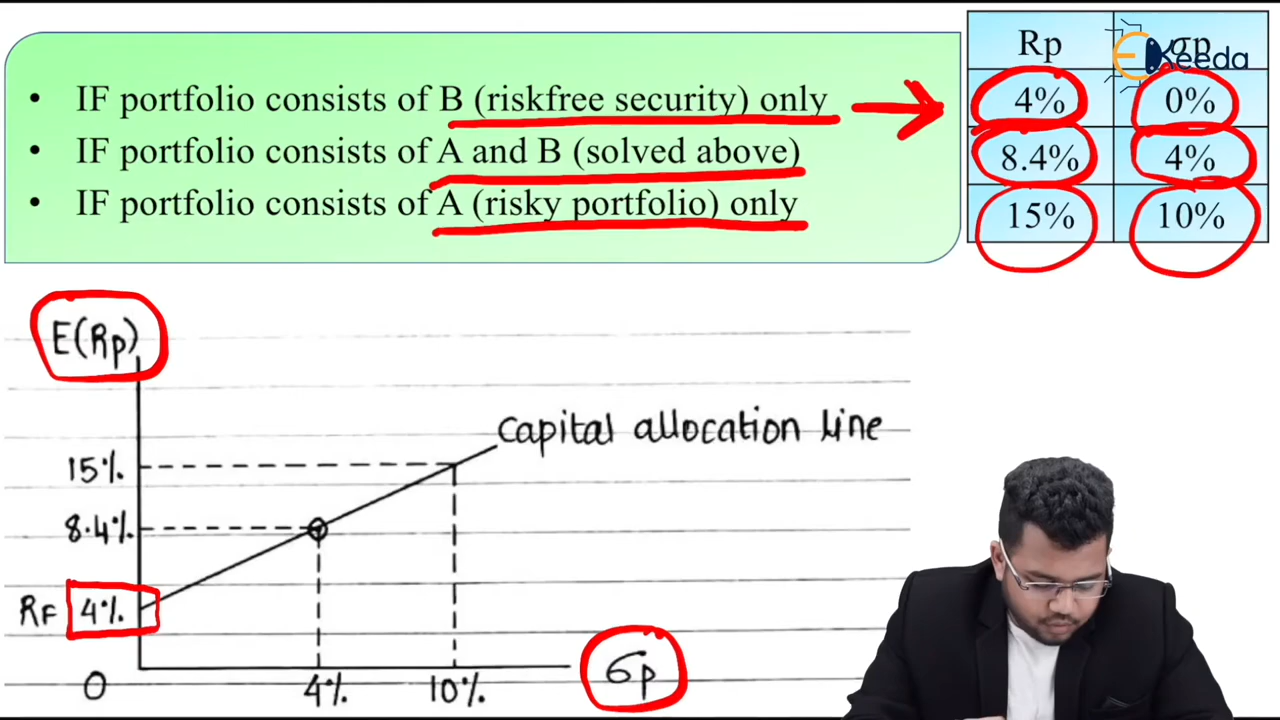 • IF portfolio consists of B (riskfree security) only
• IF portfolio consists of A and B (solved above)
• IF portfolio consists of A (risky portfolio) only
Rp σp
4% 0%
8.4% 4%
15% 10%
Keeda
E(Rp)
Capital allocation line
15%
8.4%
RF 4%
0 4% 10% σp